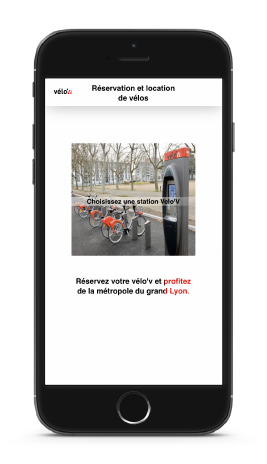 vélo'v
Réservation et location
de vélos
Choisissez une station Velo'V
Réservez votre vélo'v et profitez
de la métropole du grand Lyon.